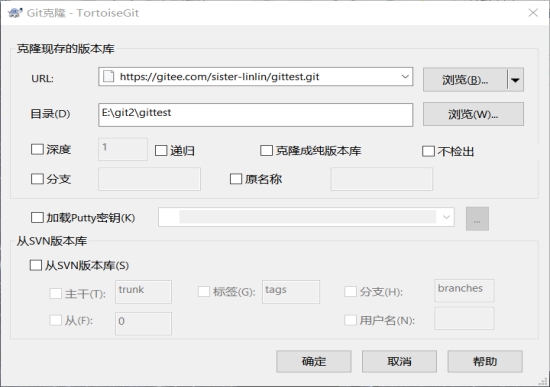 Git克隆 - TortoiseGit
克隆现存的版本库
URL: https://gitee.com/sister-linlin/gittest.git 浏览(B)...
目录(D) E:\git2\gittest 浏览(W)...
深度 1 递归 克隆成纯版本库 不检出
分支 原名称
加载Putty密钥(K) ...
从SVN版本库
从SVN版本库(S)
主干(T): trunk 标签(G): tags 分支(H): branches
从(F): 0 用户名(N):
确定 取消 帮助